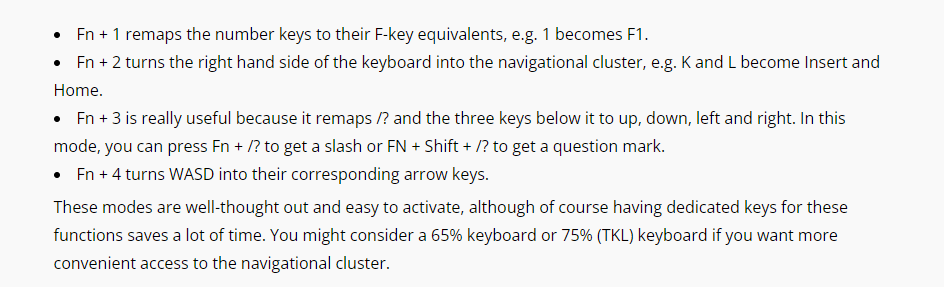 • Fn + 1 remaps the number keys to their F-key equivalents, e.g. 1 becomes F1.
• Fn + 2 turns the right hand side of the keyboard into the navigational cluster, e.g. K and L become Insert and
Home.
• Fn + 3 is really useful because it remaps /? and the three keys below it to up, down, left and right. In this
mode, you can press Fn + /? to get a slash or FN + Shift + /? to get a question mark.
• Fn + 4 turns WASD into their corresponding arrow keys.
These modes are well-thought out and easy to activate, although of course having dedicated keys for these
functions saves a lot of time. You might consider a 65% keyboard or 75% (TKL) keyboard if you want more
convenient access to the navigational cluster.